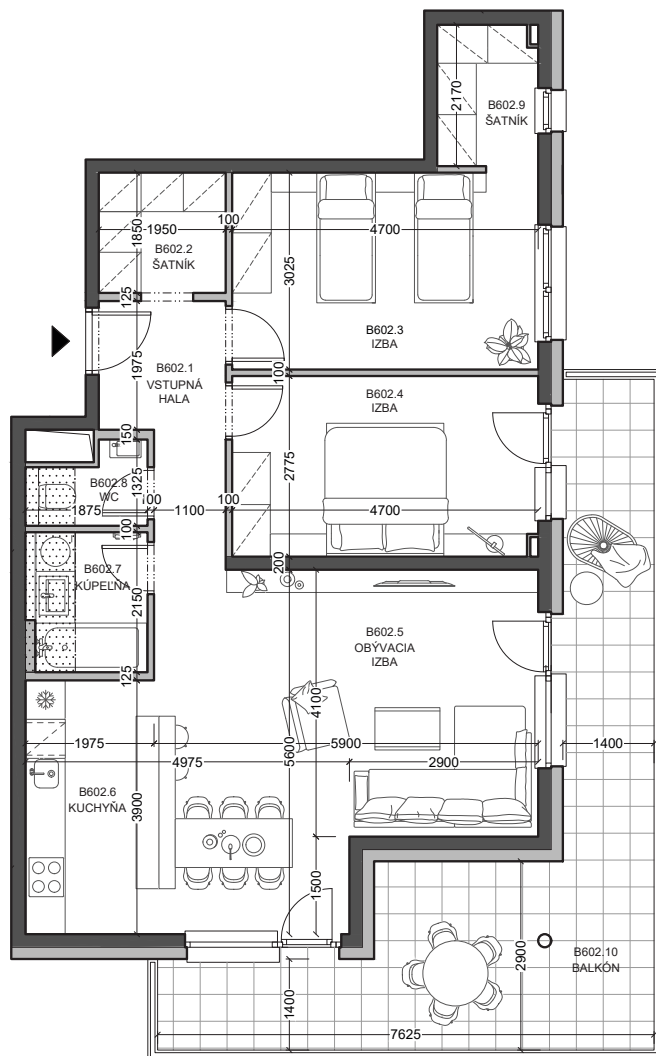 2170
B602.9
ŠATNÍK
1850
1950
100
4700
B602.2
ŠATNÍK
3025
125
B602.3
IZBA
B602.1
VSTUPNÁ
HALA
1975
100
B602.4
IZBA
150
2775
B602.8
WC
1325
1875
100
1100
100
4700
100
200
B602.7
KÚPEĽŇA
2150
B602.5
OBÝVACIA
IZBA
125
4100
5600
1975
5900
1400
4975
2900
B602.6
KUCHYŇA
3900
1500
2900
B602.10
BALKÓN
1400
7625